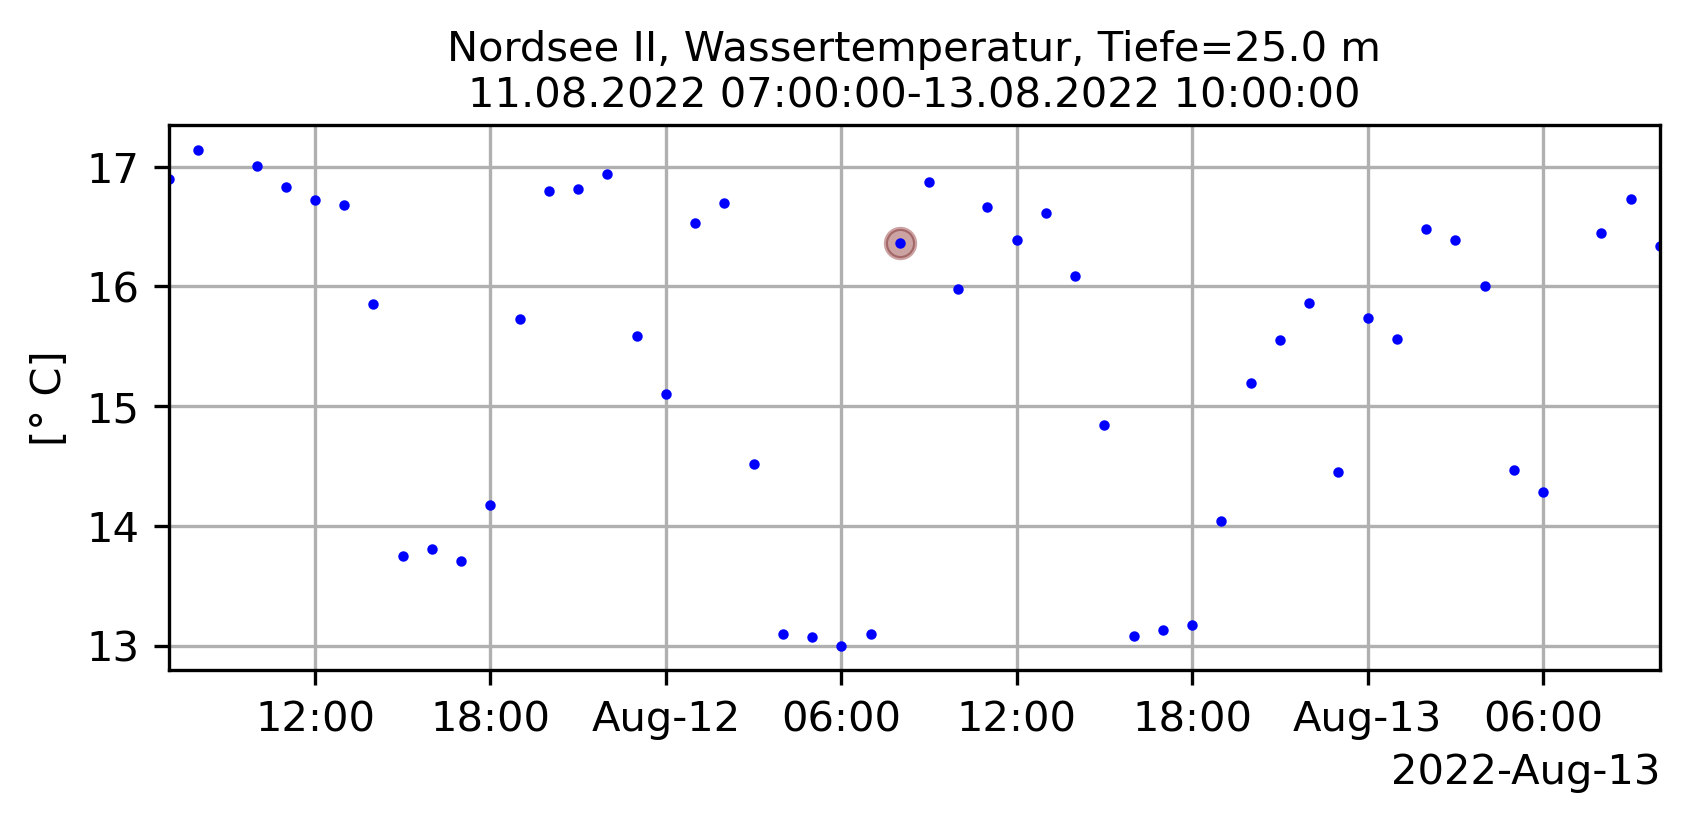 Nordsee II, Wassertemperatur, Tiefe=25.0 m
11.08.2022 07:00:00-13.08.2022 10:00:00
[° C]
17
16
15
14
13
12:00 18:00 Aug-12 06:00 12:00 18:00 Aug-13 06:00
2022-Aug-13